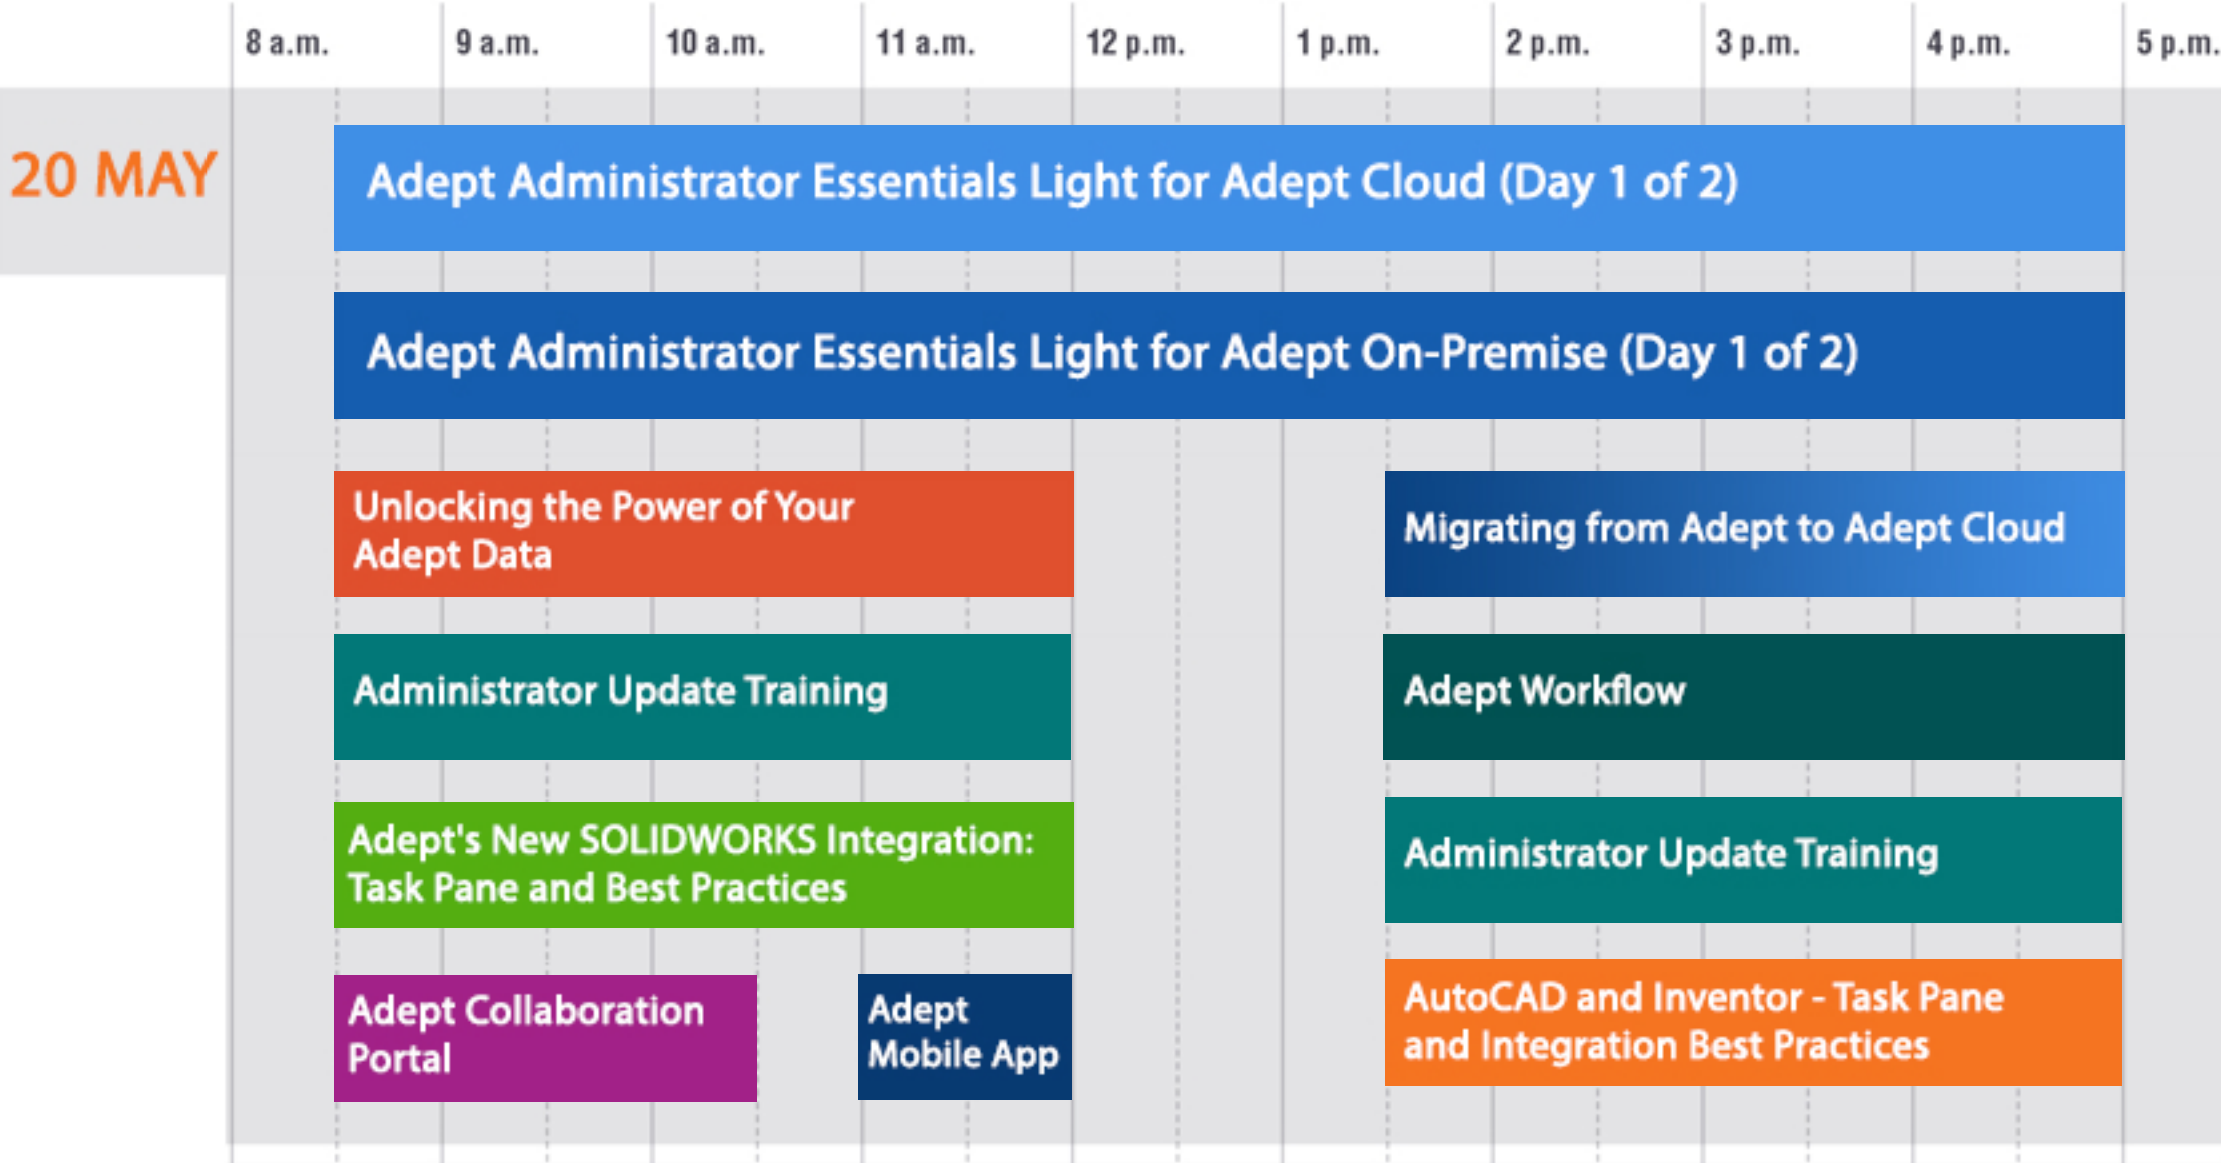 8 a.m. 9 a.m. 10 a.m. 11 a.m. 12 p.m. 1 p.m. 2 p.m. 3 p.m. 4 p.m. 5 p.m.
20 MAY
Adept Administrator Essentials Light for Adept Cloud (Day 1 of 2)
Adept Administrator Essentials Light for Adept On-Premise (Day 1 of 2)
Unlocking the Power of Your
Adept Data
Migrating from Adept to Adept Cloud
Administrator Update Training
Adept Workflow
Adept's New SOLIDWORKS Integration:
Task Pane and Best Practices
Administrator Update Training
Adept Collaboration
Portal
Adept
Mobile App
AutoCAD and Inventor - Task Pane
and Integration Best Practices